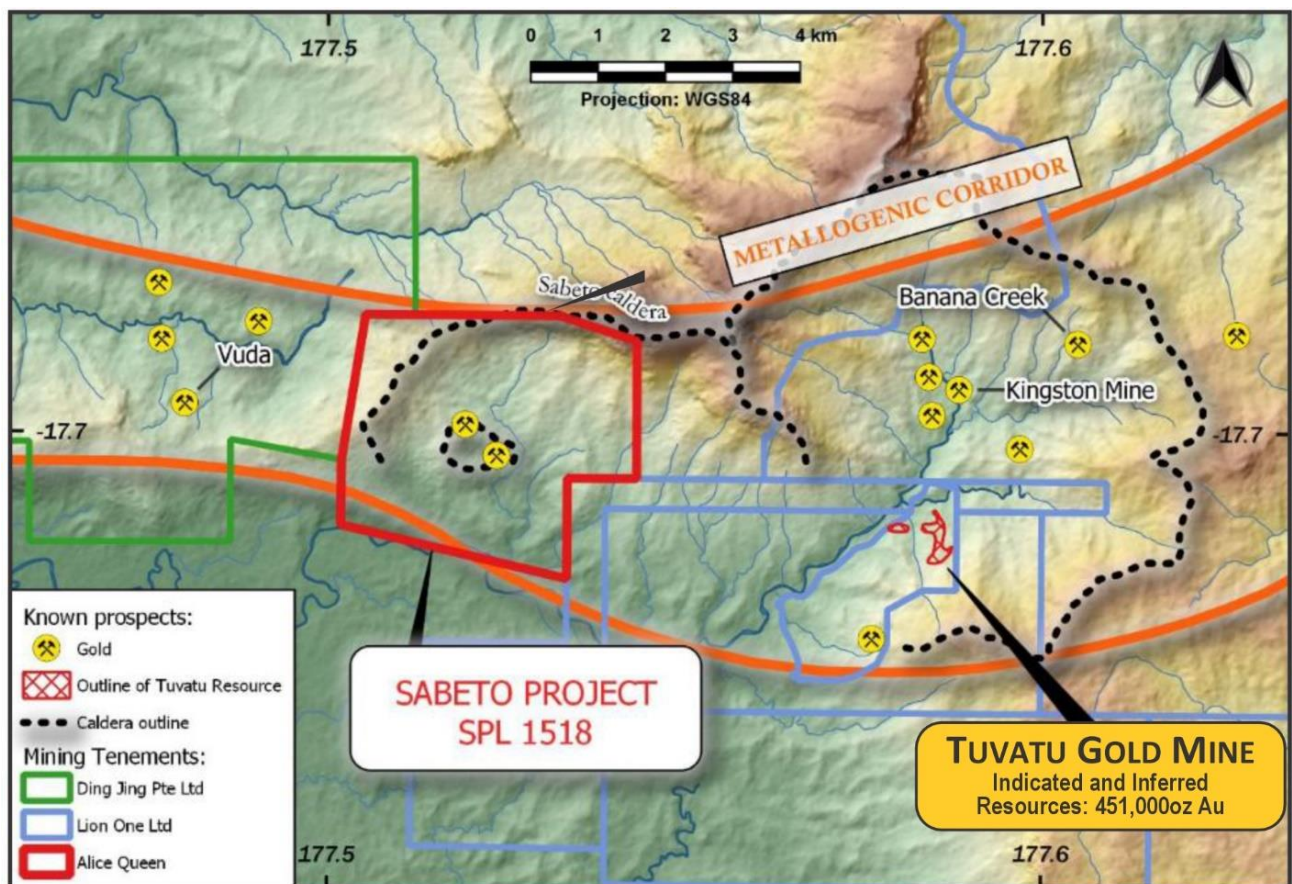 177.5
0 1 2 3 4 km
177.6
Projection: WGS84
METALLOGENIC CORRIDOR
Sabeto caldera
Banana Creek
Vuda
Kingston Mine
-17.7
-17.7
SABETO PROJECT
SPL 1518
TUVATU GOLD MINE
Indicated and Inferred
Resources: 451,000oz Au
Known prospects:
Gold
Outline of Tuvatu Resource
Caldera outline
Mining Tenements:
Ding Jing Pte Ltd
Lion One Ltd
Alice Queen
177.5
177.6